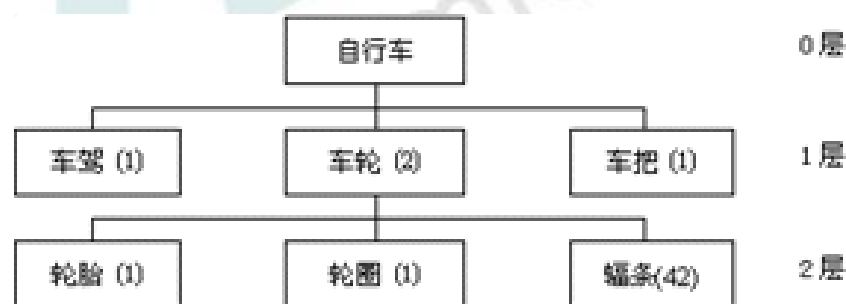 自行车 0层
车驾 (1) 车轮 (2) 车把 (1) 1层
轮胎 (1) 轮圈 (1) 辐条(42) 2层